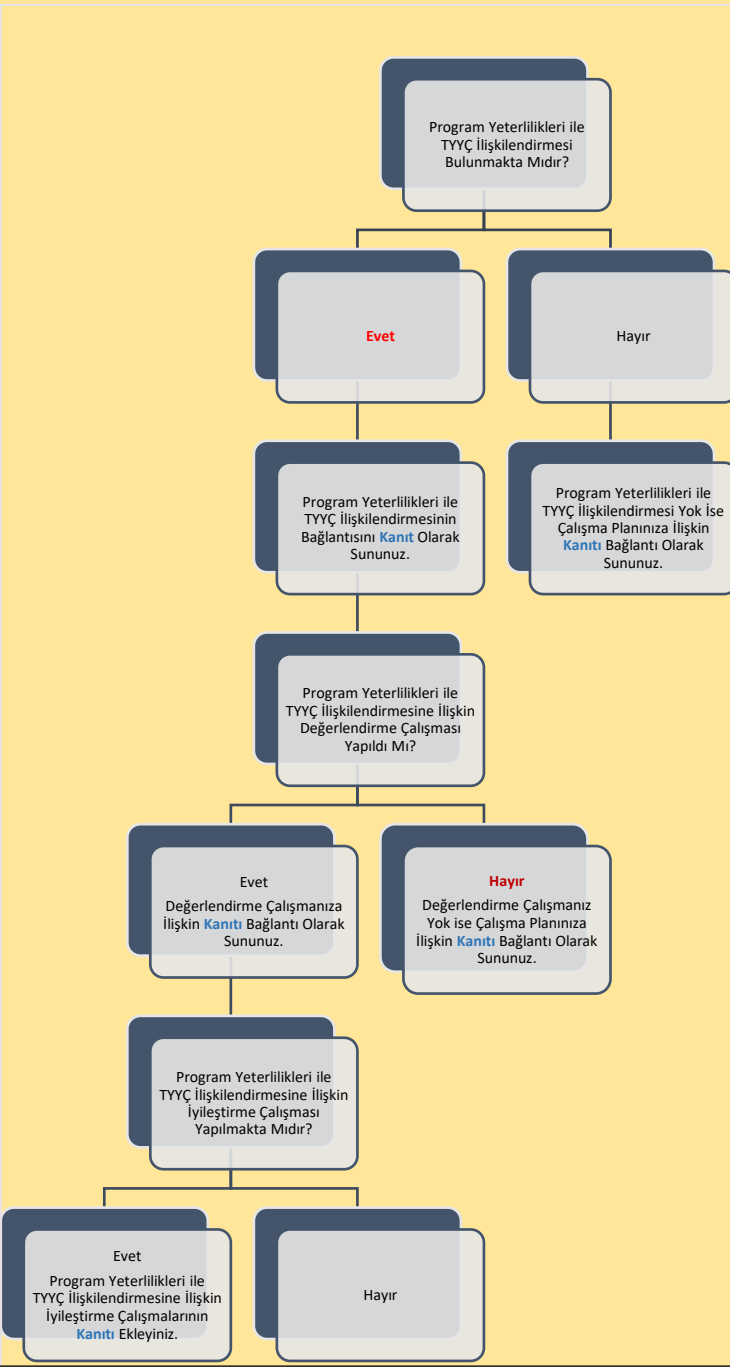 Program Yeterlilikleri ile
TYYÇ İlişkilendirmesi
Bulunmakta Mıdır?
Evet
Hayır
Program Yeterlilikleri ile
TYYÇ İlişkilendirmesinin
Bağlantısını Kanıt Olarak
Sununuz.
Program Yeterlilikleri ile
TYYÇ İlişkilendirmesi Yok İse
Çalışma Planınıza İlişkin
Kanıtı Bağlantı Olarak
Sununuz.
Program Yeterlilikleri ile
TYYÇ İlişkilendirmesine İlişkin
Değerlendirme Çalışması
Yapıldı Mı?
Evet
Değerlendirme Çalışmanıza
İlişkin Kanıtı Bağlantı Olarak
Sununuz.
Hayır
Değerlendirme Çalışmanız
Yok ise Çalışma Planınıza
İlişkin Kanıtı Bağlantı Olarak
Sununuz.
Program Yeterlilikleri ile
TYYÇ İlişkilendirmesine İlişkin
İyileştirme Çalışması
Yapılmakta Mıdır?
Evet
Program Yeterlilikleri ile
TYYÇ İlişkilendirmesine İlişkin
İyileştirme Çalışmalarının
Kanıtı Ekleyiniz.
Hayır